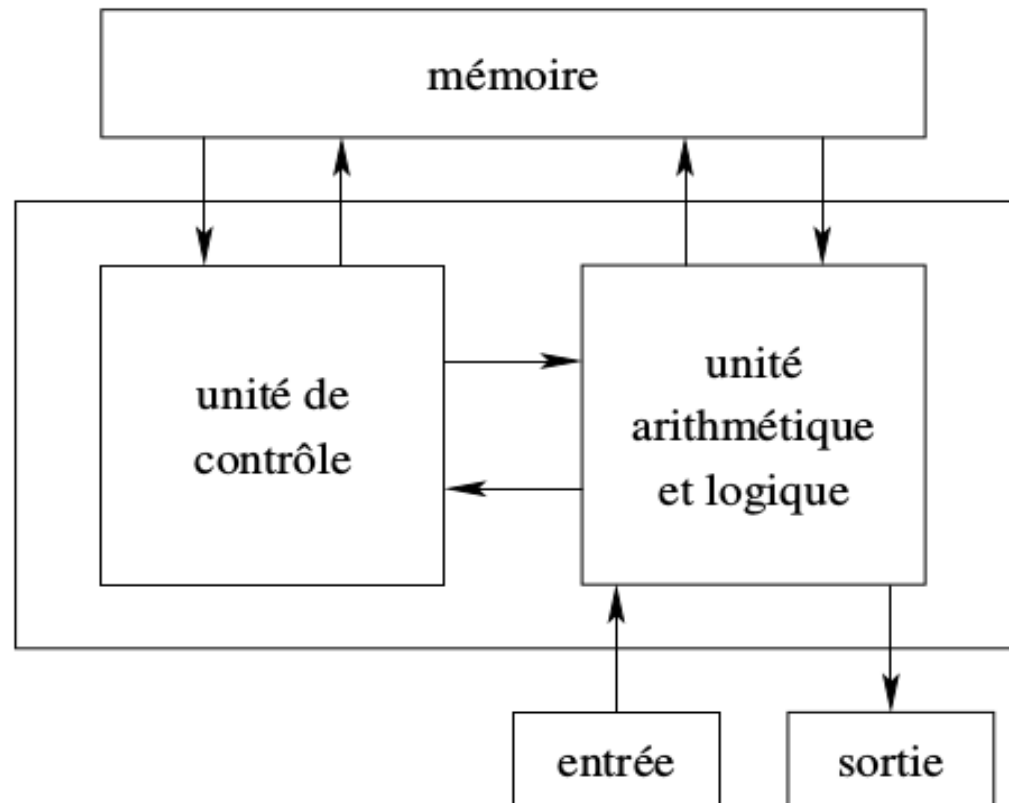 mémoire
unité de
contrôle
unité
arithmétique
et logique
entrée
sortie